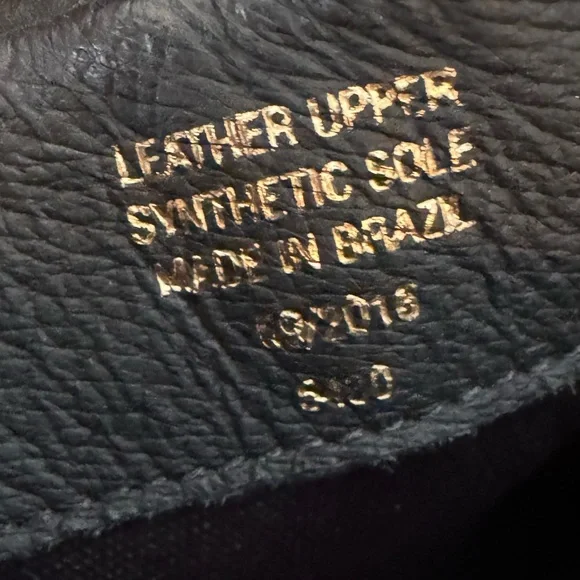 LEATHER UPPER
SYNTHETIC SOLE
MADE IN BRAZIL